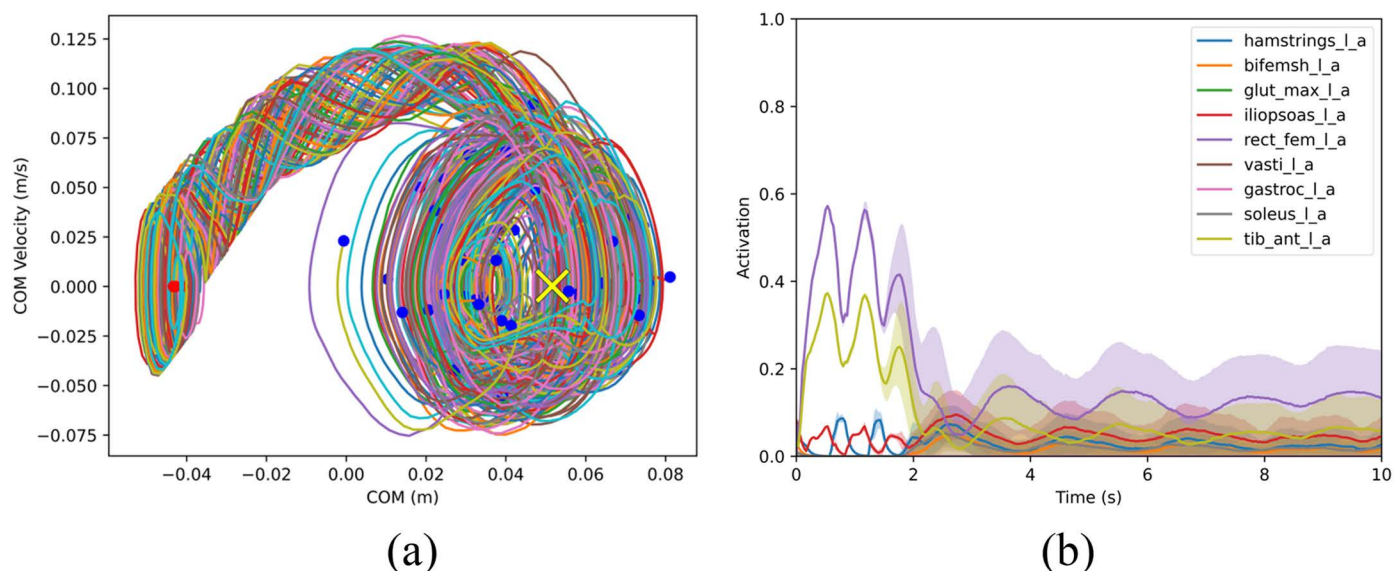 0.125
0.100
0.075
0.050
0.025
0.000
−0.025
−0.050
−0.075
COM Velocity (m/s)
−0.04
−0.02
0.00
0.02
0.04
0.06
0.08
COM (m)
(a)
1.0
0.8
0.6
0.4
0.2
0.0
Activation
hamstrings_l_a
bifemsh_l_a
glut_max_l_a
iliopsoas_l_a
rect_fem_l_a
vasti_l_a
gastroc_l_a
soleus_l_a
tib_ant_l_a
0
2
4
6
8
10
Time (s)
(b)